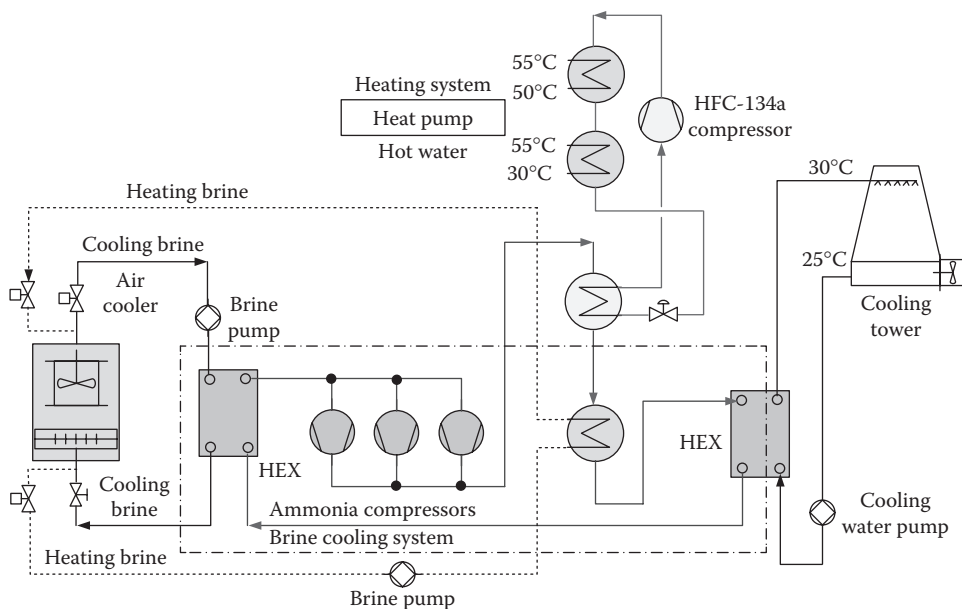 55°C
Heating system
50°C
Heat pump
HFC-134a
compressor
Hot water
55°C
30°C
30°C
Heating brine
Cooling brine
Air
cooler
25°C
Brine
pump
Cooling
tower
HEX
HEX
Cooling
brine
Ammonia compressors
Cooling
water pump
Brine cooling system
Heating brine
Brine pump